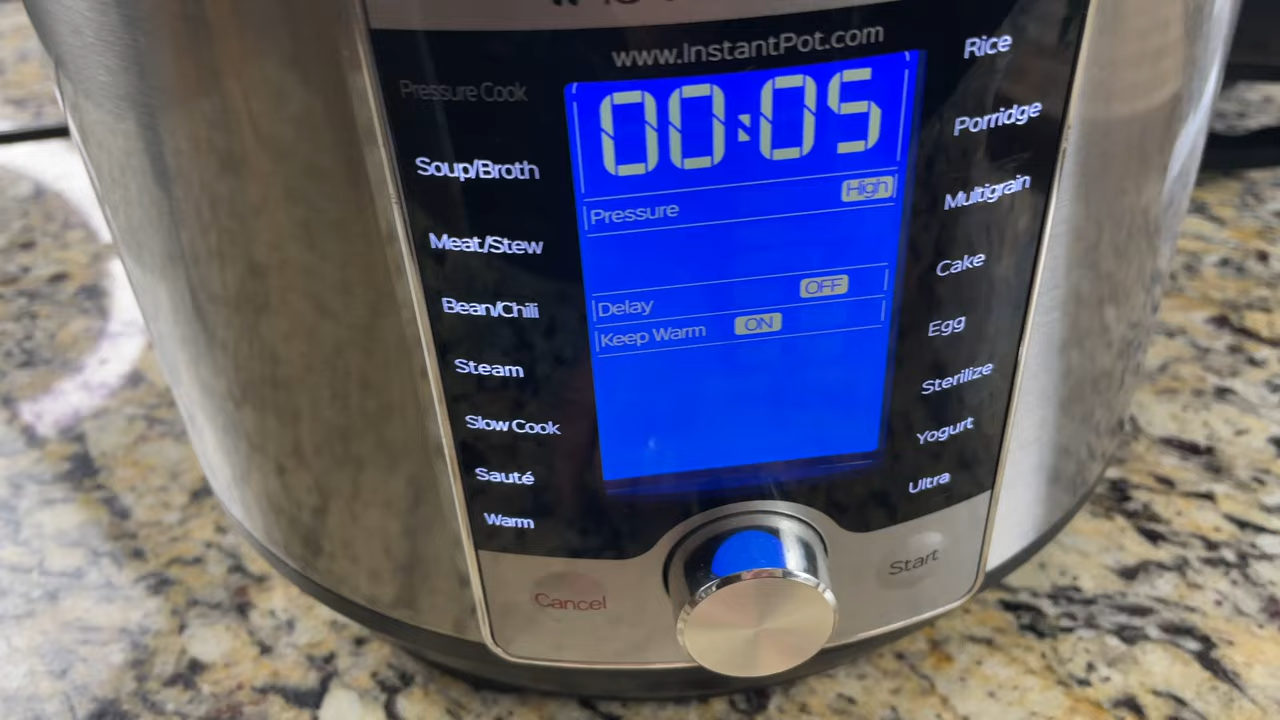 www.InstantPot.com
Pressure Cook
Soup/Broth
Meat/Stew
Bean/Chili
Steam
Slow Cook
Sauté
Warm
00:05
High
Pressure
Delay OFF
Keep Warm ON
Rice
Porridge
Multigrain
Cake
Egg
Sterilize
Yogurt
Ultra
Cancel
Start